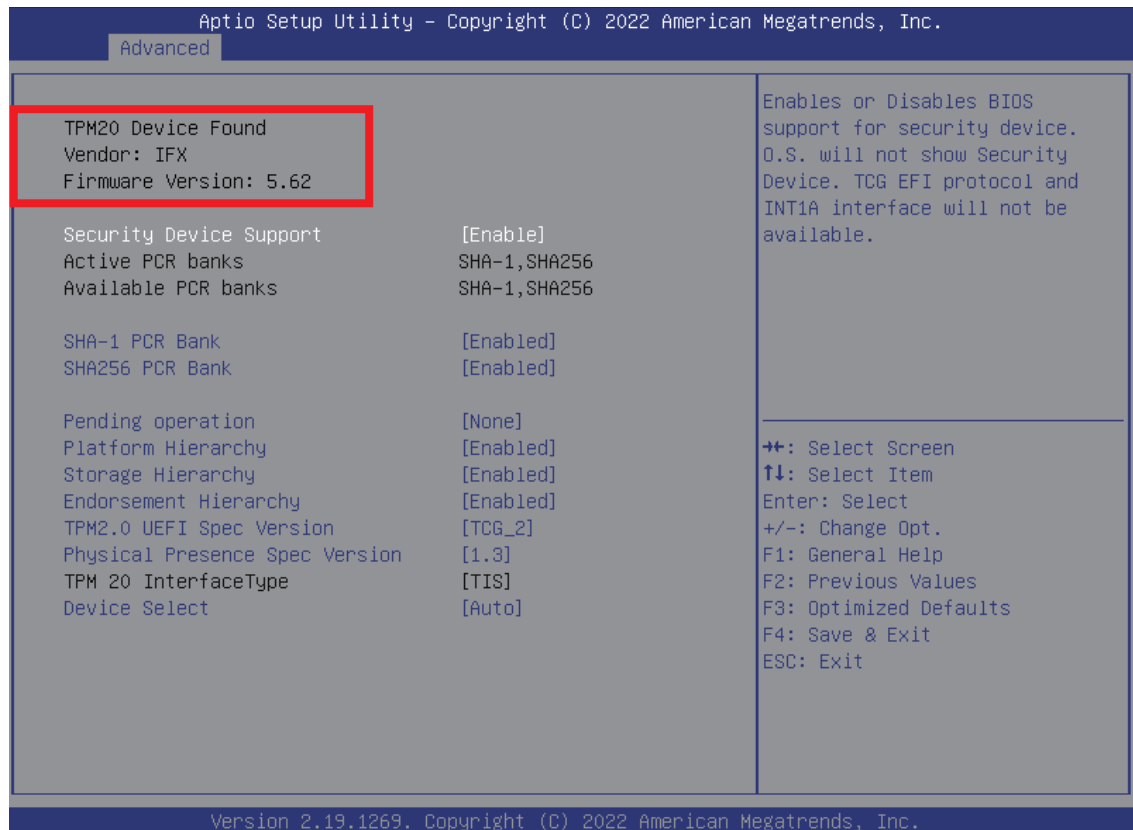 Aptio Setup Utility – Copyright (C) 2022 American Megatrends, Inc.
Advanced
TPM20 Device Found
Vendor: IFX
Firmware Version: 5.62
Security Device Support [Enable]
Active PCR banks SHA-1,SHA256
Available PCR banks SHA-1,SHA256
SHA-1 PCR Bank [Enabled]
SHA256 PCR Bank [Enabled]
Pending operation [None]
Platform Hierarchy [Enabled]
Storage Hierarchy [Enabled]
Endorsement Hierarchy [Enabled]
TPM2.0 UEFI Spec Version [TCG_2]
Physical Presence Spec Version [1.3]
TPM 20 InterfaceType [TIS]
Device Select [Auto]
Enables or Disables BIOS
support for security device.
O.S. will not show Security
Device. TCG EFI protocol and
INT1A interface will not be
available.
→←: Select Screen
↑↓: Select Item
Enter: Select
+/-: Change Opt.
F1: General Help
F2: Previous Values
F3: Optimized Defaults
F4: Save & Exit
ESC: Exit
Version 2.19.1269. Copyright (C) 2022 American Megatrends, Inc.